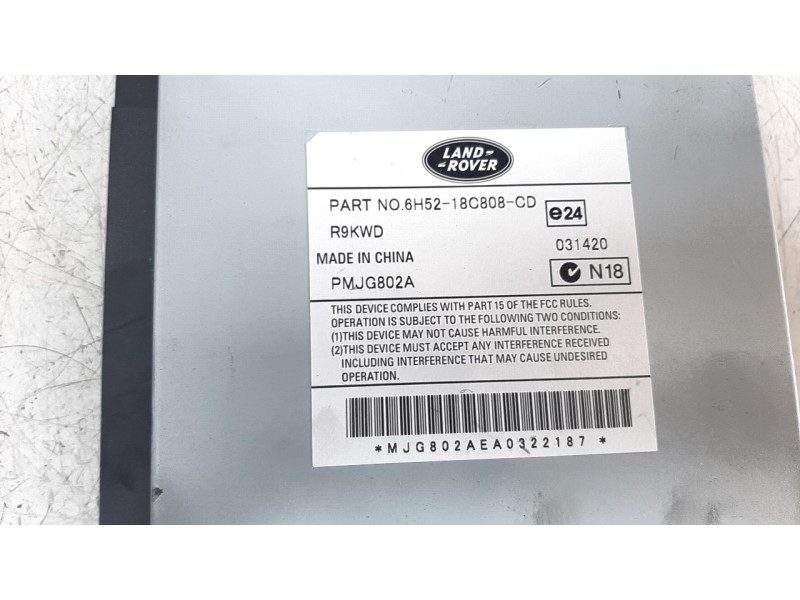 LAND-
-ROVER
PART NO.6H52-18C808-CD
e24
R9KWD
031420
MADE IN CHINA
N18
PMJG802A
THIS DEVICE COMPLIES WITH PART 15 OF THE FCC RULES.
OPERATION IS SUBJECT TO THE FOLLOWING TWO CONDITIONS:
(1)THIS DEVICE MAY NOT CAUSE HARMFUL INTERFERENCE.
(2)THIS DEVICE MUST ACCEPT ANY INTERFERENCE RECEIVED
INCLUDING INTERFERENCE THAT MAY CAUSE UNDESIRED
OPERATION.
*MJG802AEA0322187*